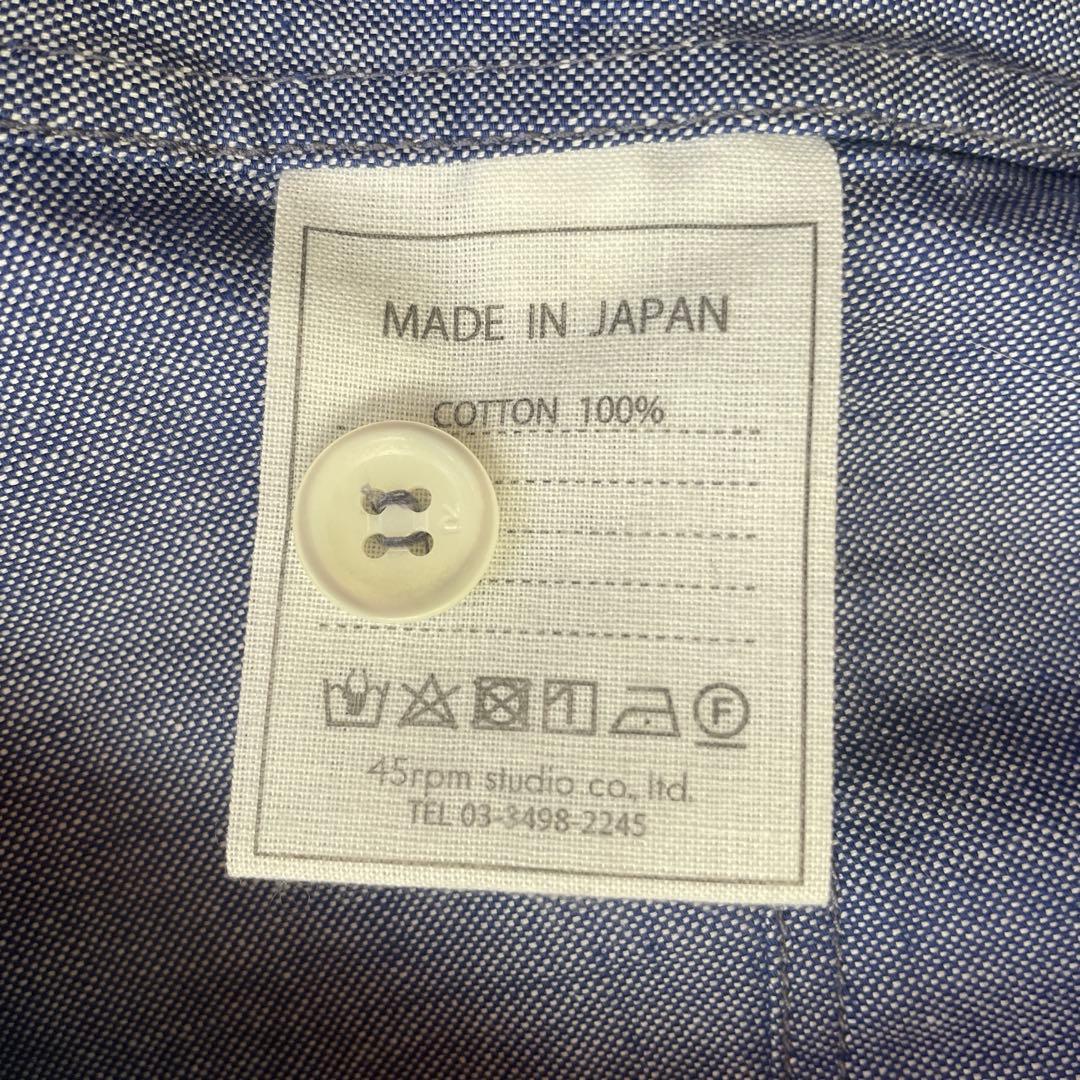 MADE IN JAPAN
COTTON 100%
F
45rpm studio co., ltd.
TEL 03-3498-2245